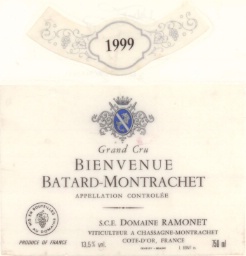 1999
Grand Cru
BIENVENUE
BATARD-MONTRACHET
APPELLATION CONTROLÉE
S.C.E. DOMAINE RAMONET
VITICULTEUR A CHASSAGNE-MONTRACHET
CÔTE-D'OR, FRANCE
PRODUCE OF FRANCE
13,5% vol.
750 ml